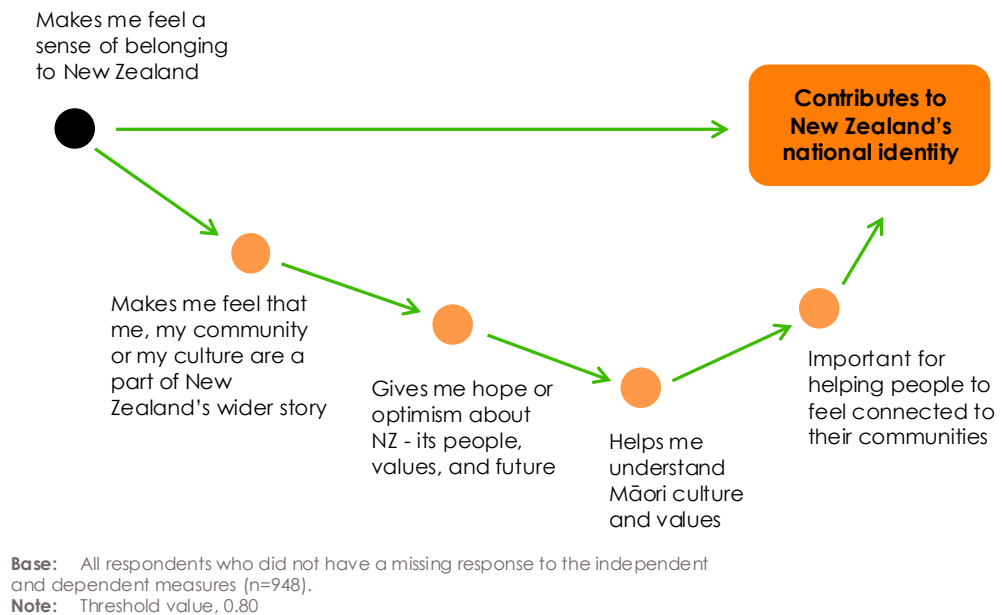 Makes me feel a
sense of belonging
to New Zealand
Contributes to
New Zealand's
national identity
Makes me feel that
me, my community
or my culture are a
part of New
Zealand's wider story
Gives me hope or
optimism about
NZ - its people,
values, and future
Helps me
understand
Māori culture
and values
Important for
helping people to
feel connected to
their communities
Base: All respondents who did not have a missing response to the independent
and dependent measures (n=948).
Note: Threshold value, 0.80